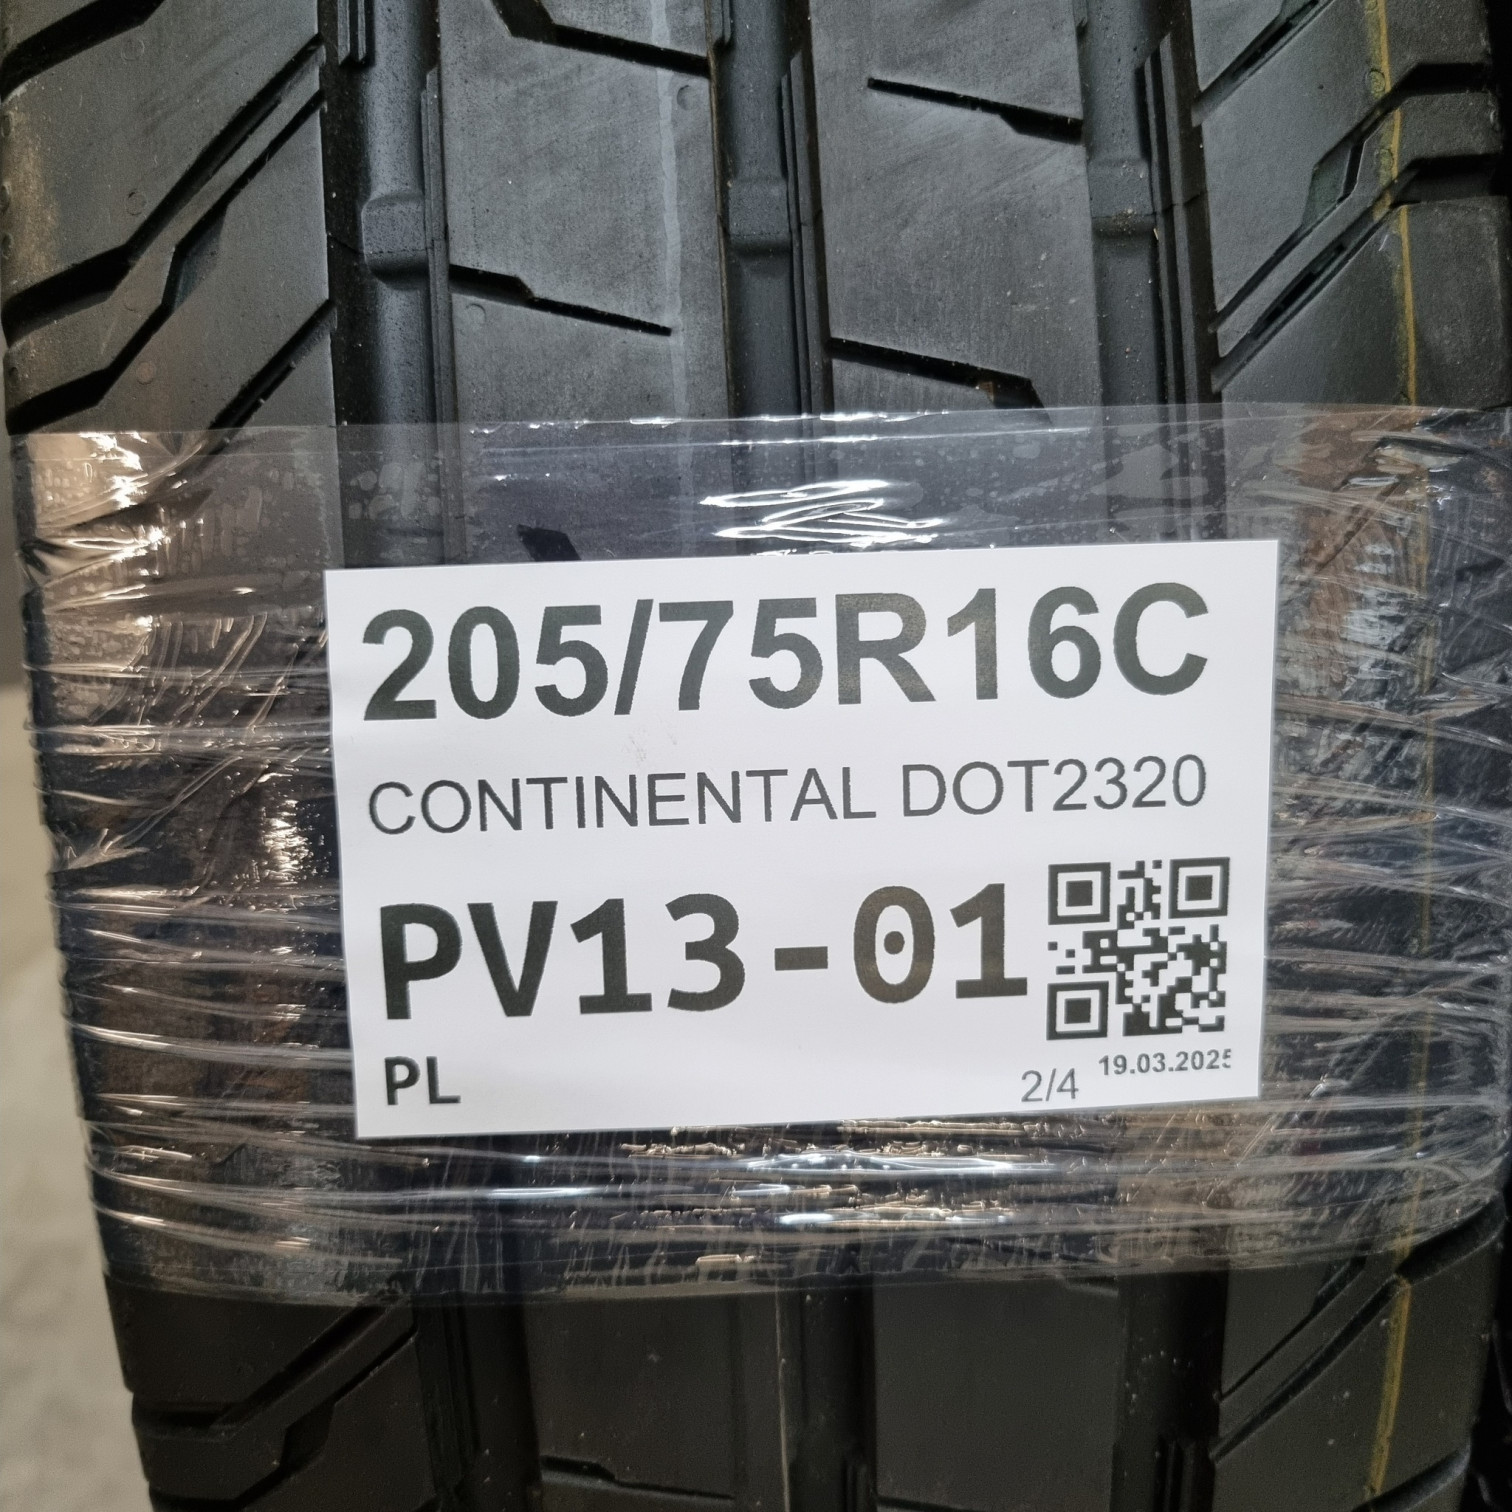 205/75R16C
CONTINENTAL DOT2320
PV13-01
PL
2/4 19.03.2025